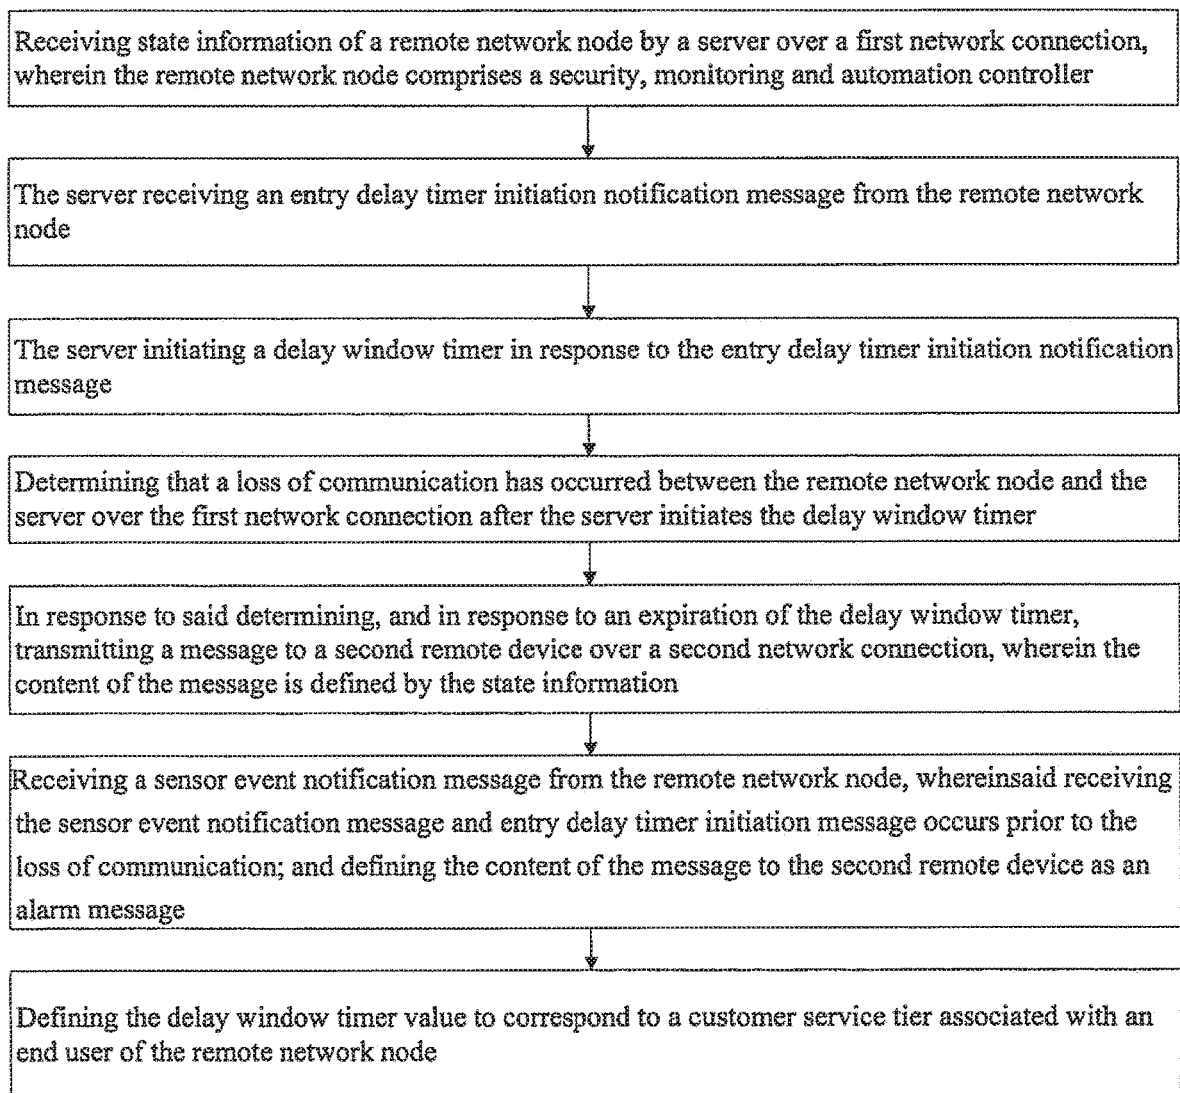 Receiving state information of a remote network node by a server over a first network connection,
wherein the remote network node comprises a security, monitoring and automation controller
The server receiving an entry delay timer initiation notification message from the remote network
node
The server initiating a delay window timer in response to the entry delay timer initiation notification
message
Determining that a loss of communication has occurred between the remote network node and the
server over the first network connection after the server initiates the delay window timer
In response to said determining, and in response to an expiration of the delay window timer,
transmitting a message to a second remote device over a second network connection, wherein the
content of the message is defined by the state information
Receiving a sensor event notification message from the remote network node, whereinsaid receiving
the sensor event notification message and entry delay timer initiation message occurs prior to the
loss of communication; and defining the content of the message to the second remote device as an
alarm message
Defining the delay window timer value to correspond to a customer service tier associated with an
end user of the remote network node